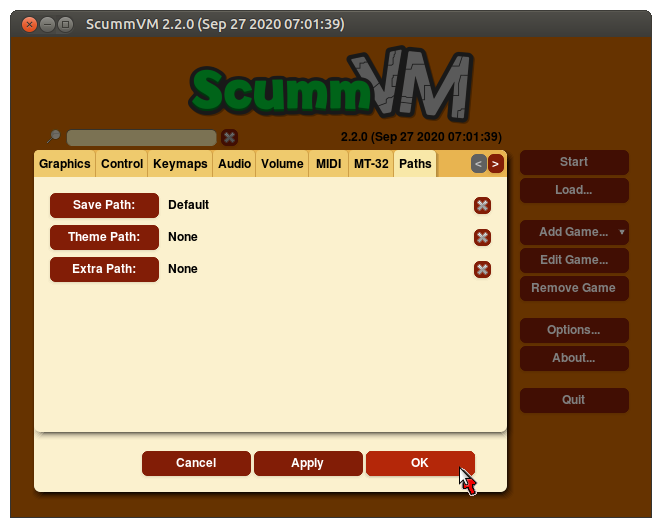 ScummVM 2.2.0 (Sep 27 2020 07:01:39)
ScummVM
2.2.0 (Sep 27 2020 07:01:39)
Graphics Control Keymaps Audio Volume MIDI MT-32 Paths < >
Save Path: Default
Theme Path: None
Extra Path: None
Cancel Apply OK
Start
Load...
Add Game...
Edit Game...
Remove Game
Options...
About...
Quit